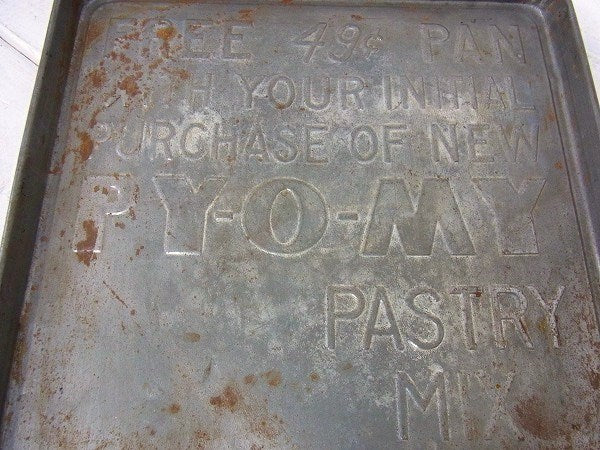 FREE 49¢ PAN
WITH YOUR INITIAL
PURCHASE OF NEW
PY-O-MY
PASTRY
MIX